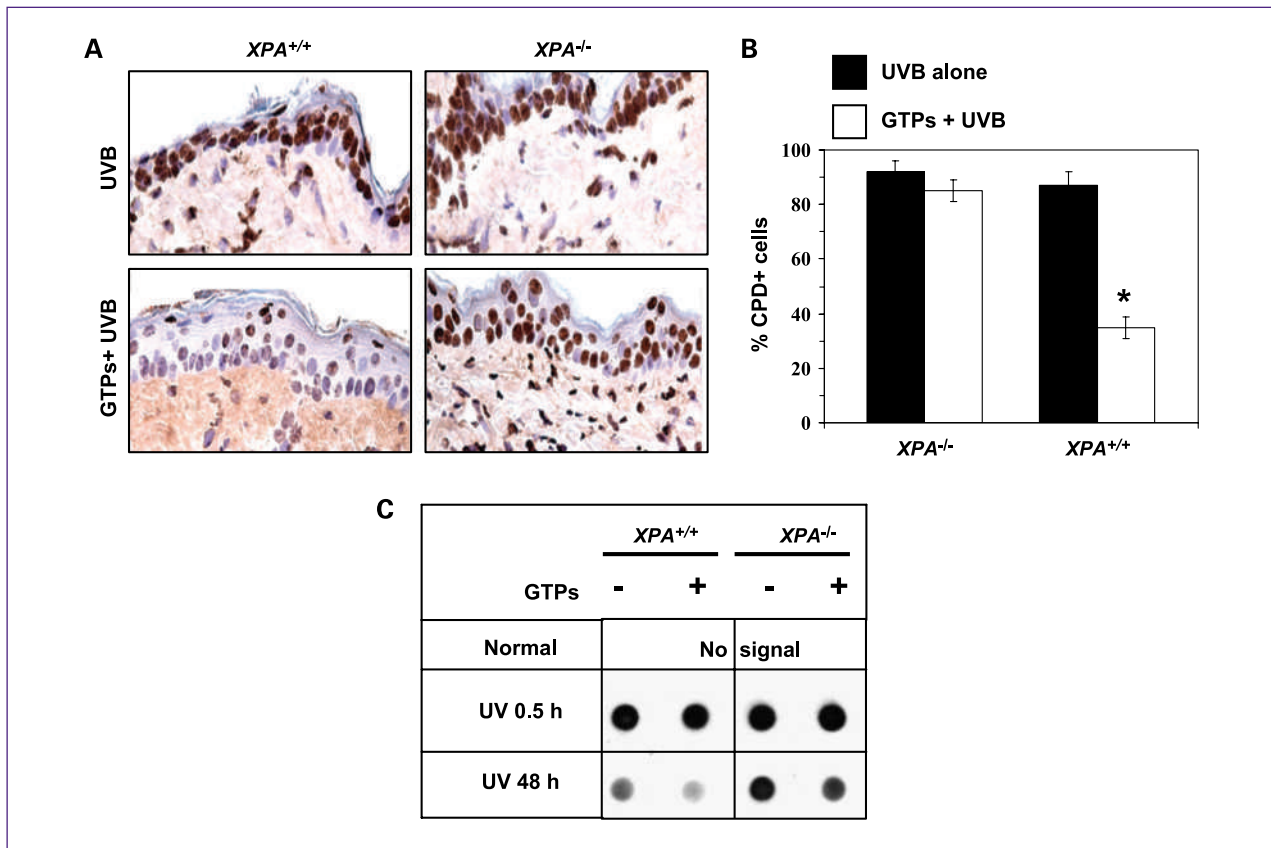 A
XPA+/+
XPA-/-
UVB
GTPs+ UVB
B
UVB alone
GTPs + UVB
% CPD+ cells
100
80
60
40
20
0
*
XPA-/-
XPA+/+
C
XPA+/+
XPA-/-
GTPs - + - +
Normal
No signal
UV 0.5 h
UV 48 h